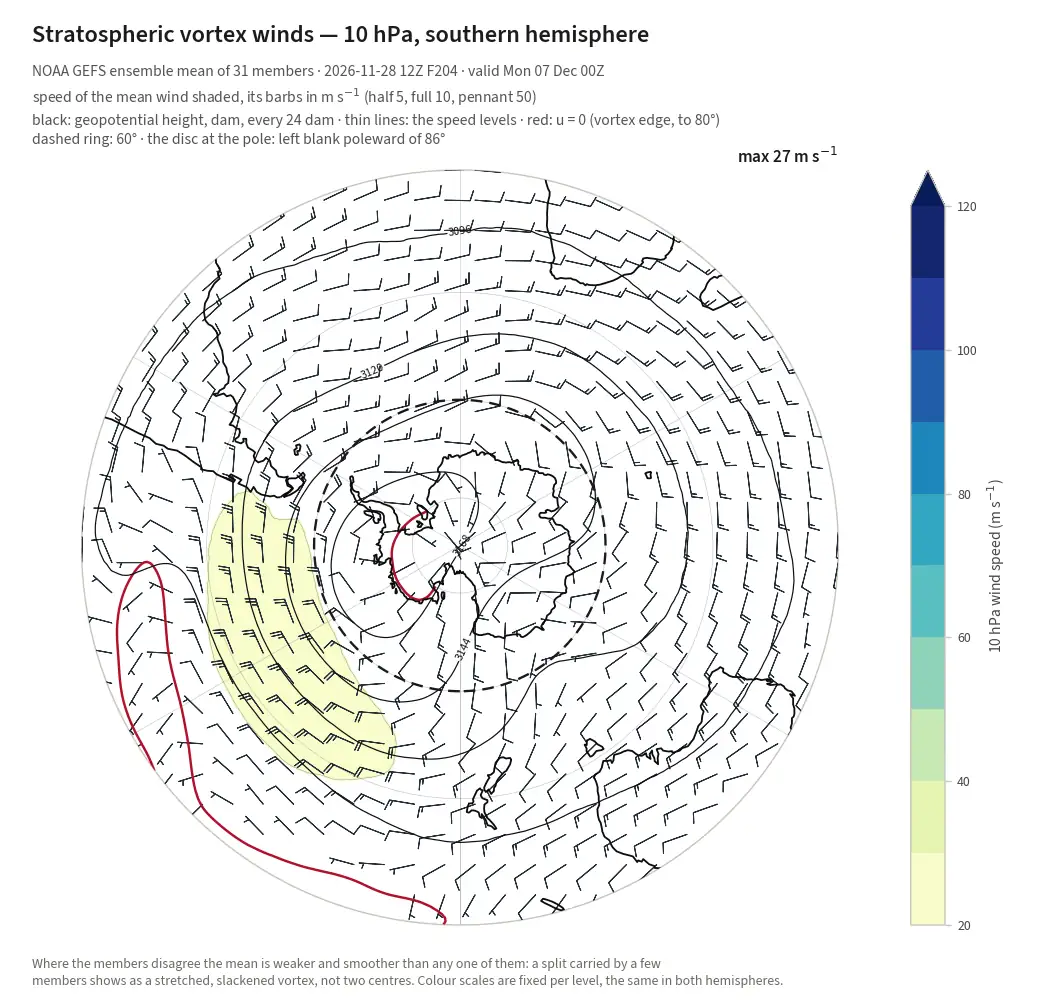 Stratospheric vortex winds — 10 hPa, southern hemisphere
NOAA GEFS ensemble mean of 31 members · 2026-11-28 12Z F204 · valid Mon 07 Dec 00Z
speed of the mean wind shaded, its barbs in m s⁻¹ (half 5, full 10, pennant 50)
black: geopotential height, dam, every 24 dam · thin lines: the speed levels · red: u = 0 (vortex edge, to 80°)
dashed ring: 60° · the disc at the pole: left blank poleward of 86°
max 27 m s⁻¹
3096
3120
3168
3144
120
100
80
60
40
20
10 hPa wind speed (m s⁻¹)
Where the members disagree the mean is weaker and smoother than any one of them: a split carried by a few
members shows as a stretched, slackened vortex, not two centres. Colour scales are fixed per level, the same in both hemispheres.